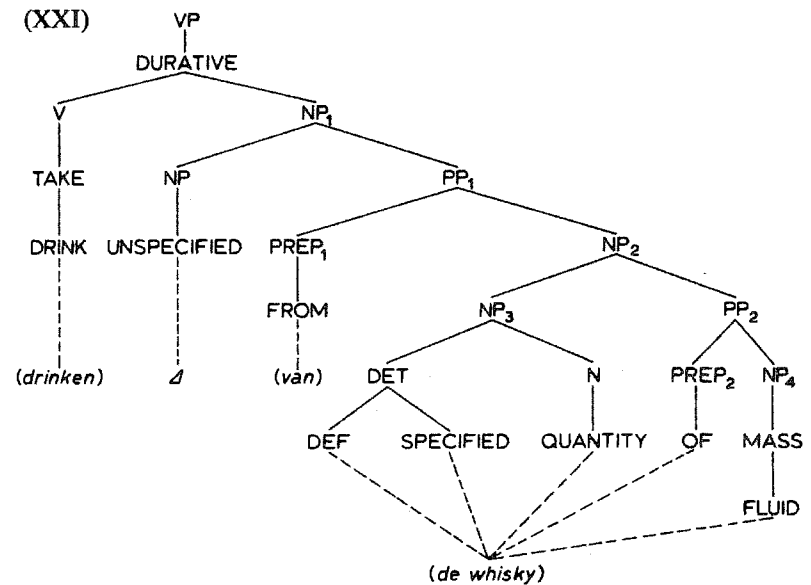 (XXI) VP
DURATIVE
V NP₁
TAKE NP PP₁
DRINK UNSPECIFIED PREP₁ NP₂
FROM NP₃ PP₂
(drinken) Δ (van) DET N PREP₂ NP₄
DEF SPECIFIED QUANTITY OF MASS
FLUID
(de whisky)